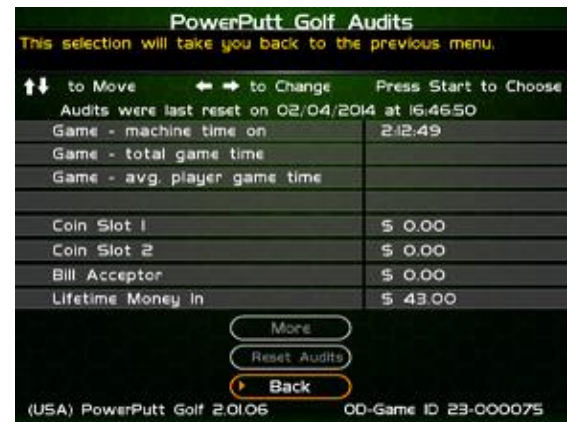 PowerPutt Golf Audits
This selection will take you back to the previous menu.
to Move to Change Press Start to Choose
Audits were last reset on 02/04/2014 at 16:46:50
Game - machine time on 2:12:49
Game - total game time
Game - avg. player game time
Coin Slot 1 $ 0.00
Coin Slot 2 $ 0.00
Bill Acceptor $ 0.00
Lifetime Money In $ 43.00
More
Reset Audits
Back
(USA) PowerPutt Golf 2.01.06 OD-Game ID 23-000075